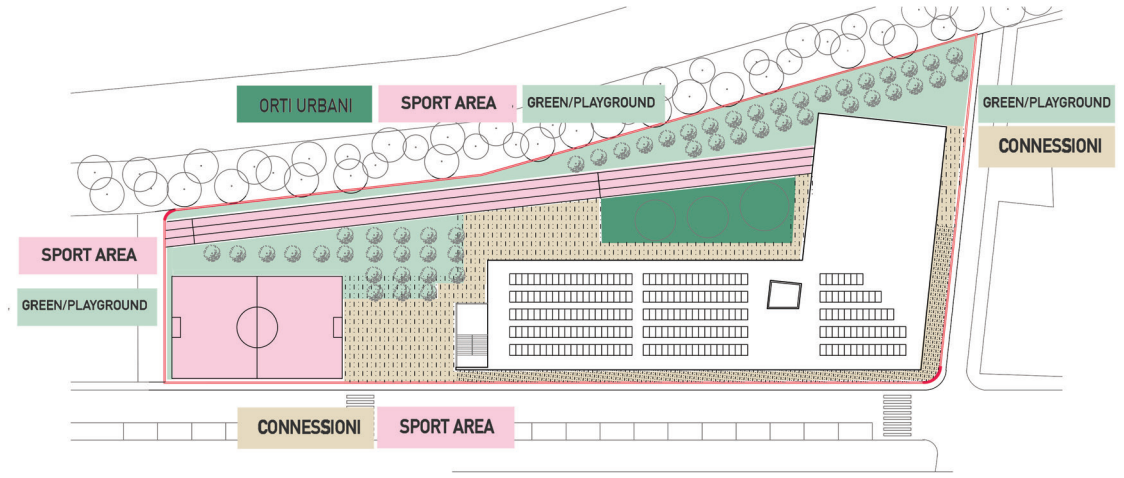 ORTI URBANI
SPORT AREA
GREEN/PLAYGROUND
GREEN/PLAYGROUND
CONNESSIONI
SPORT AREA
GREEN/PLAYGROUND
CONNESSIONI
SPORT AREA